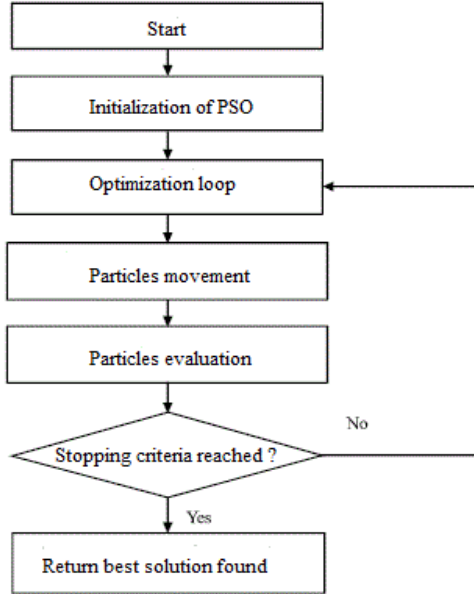 Start
Initialization of PSO
Optimization loop
Particles movement
Particles evaluation
No
Stopping criteria reached ?
Yes
Return best solution found